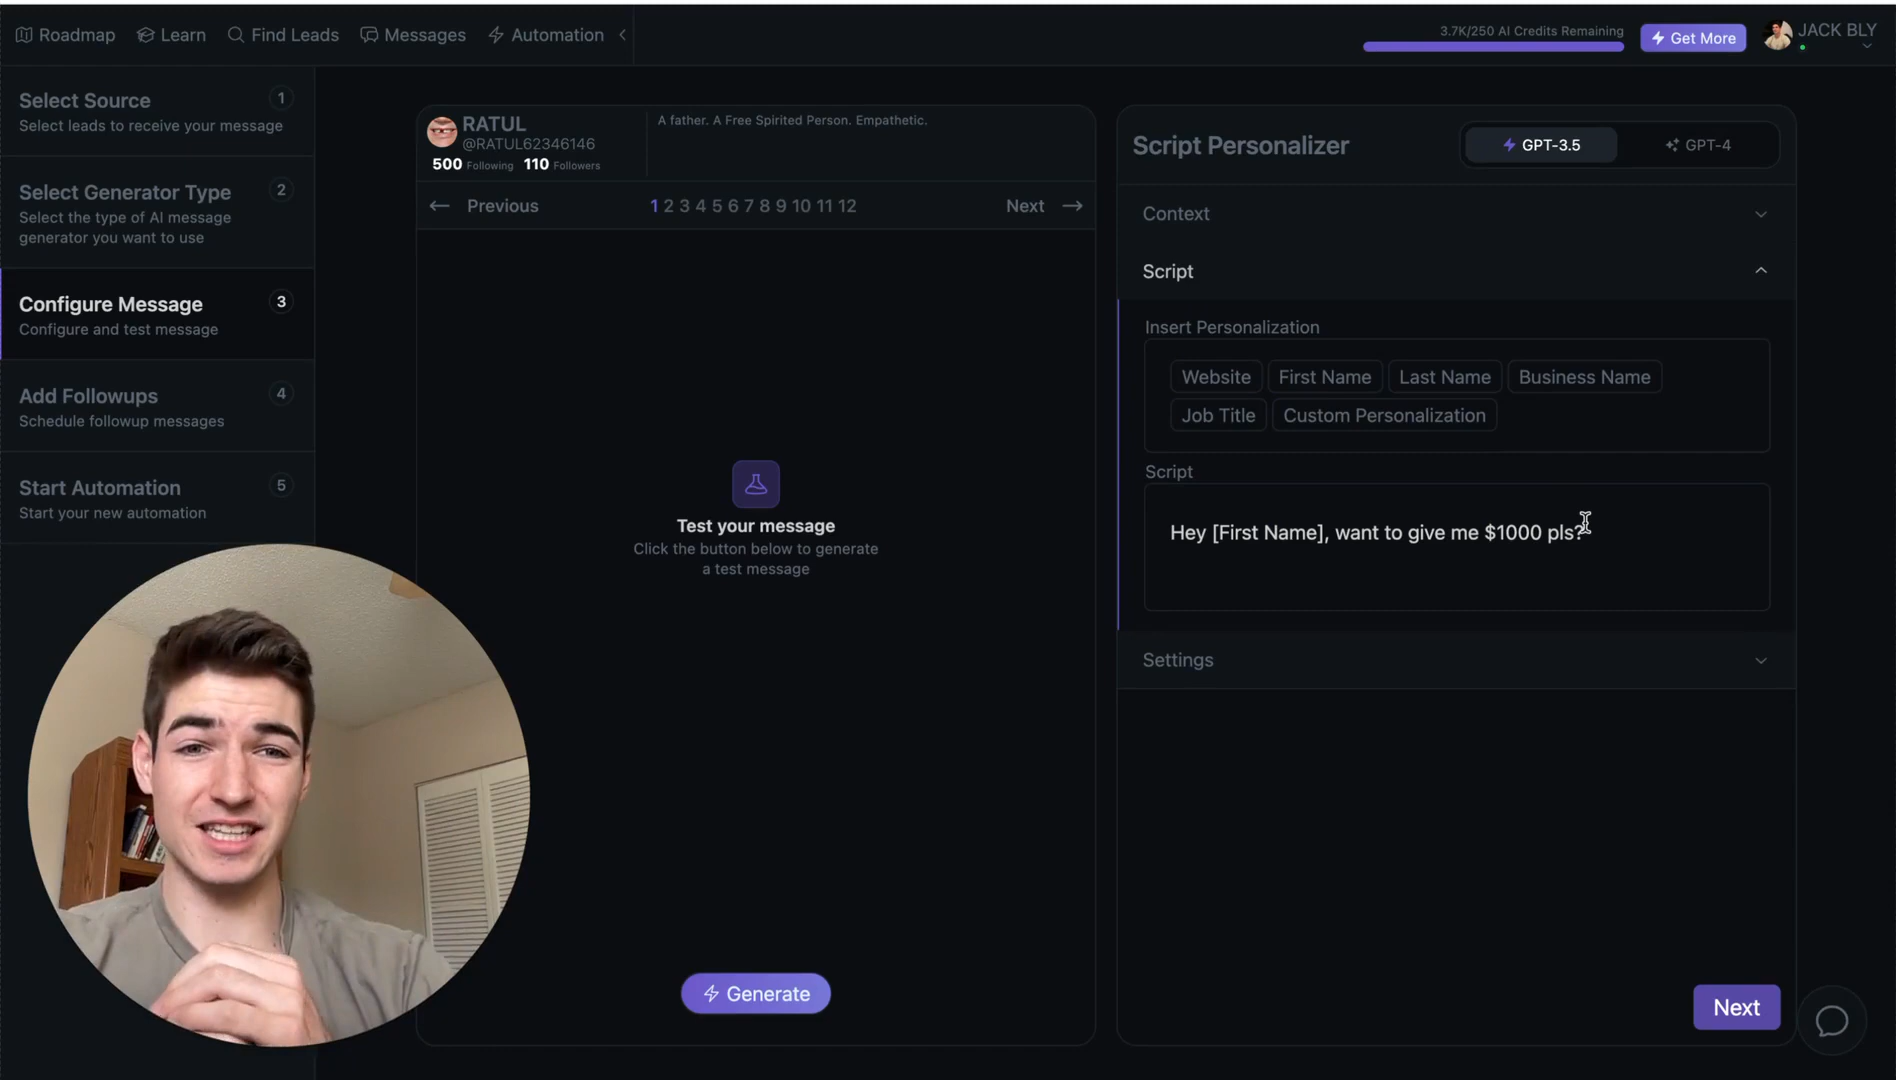 Roadmap Learn Find Leads Messages Automation
3.7K/250 AI Credits Remaining
Get More
JACK BLY
Select Source 1
Select leads to receive your message
Select Generator Type 2
Select the type of AI message
generator you want to use
Configure Message 3
Configure and test message
Add Followups 4
Schedule followup messages
Start Automation 5
Start your new automation
RATUL
@RATUL62346146
500 Following 110 Followers
A father. A Free Spirited Person. Empathetic.
Previous 1 2 3 4 5 6 7 8 9 10 11 12 Next
Test your message
Click the button below to generate
a test message
Generate
Script Personalizer GPT-3.5 GPT-4
Context
Script
Insert Personalization
Website First Name Last Name Business Name
Job Title Custom Personalization
Script
Hey [First Name], want to give me $1000 pls?
Settings
Next